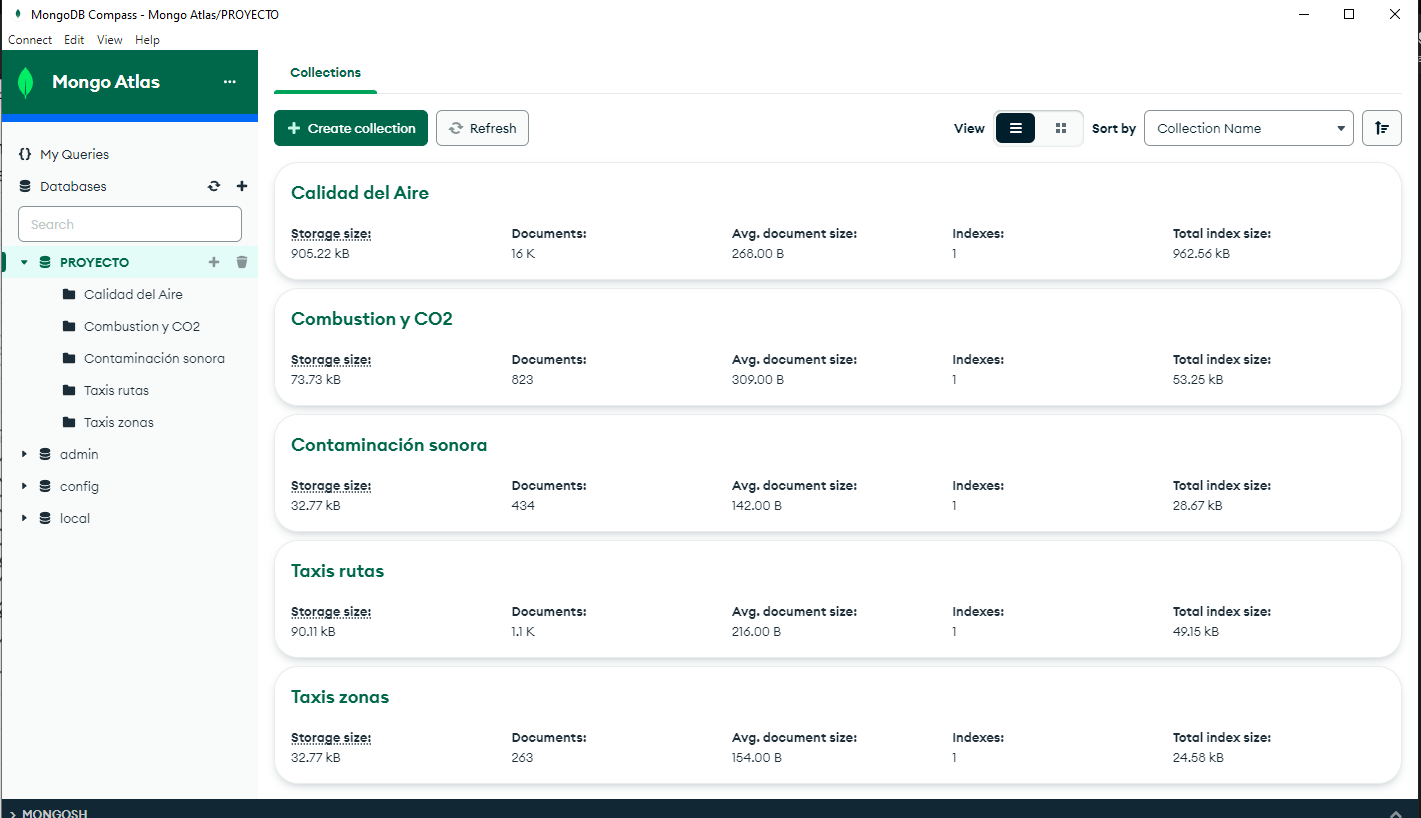 MongoDB Compass - Mongo Atlas/PROYECTO
Connect Edit View Help
Mongo Atlas
My Queries
Databases
Search
PROYECTO
Calidad del Aire
Combustion y CO2
Contaminación sonora
Taxis rutas
Taxis zonas
admin
config
local
Collections
Create collection Refresh View Sort by Collection Name
Calidad del Aire
Storage size: Documents: Avg. document size: Indexes: Total index size:
905.22 kB 16 K 268.00 B 1 962.56 kB
Combustion y CO2
Storage size: Documents: Avg. document size: Indexes: Total index size:
73.73 kB 823 309.00 B 1 53.25 kB
Contaminación sonora
Storage size: Documents: Avg. document size: Indexes: Total index size:
32.77 kB 434 142.00 B 1 28.67 kB
Taxis rutas
Storage size: Documents: Avg. document size: Indexes: Total index size:
90.11 kB 1.1 K 216.00 B 1 49.15 kB
Taxis zonas
Storage size: Documents: Avg. document size: Indexes: Total index size:
32.77 kB 263 154.00 B 1 24.58 kB
MONGOSH